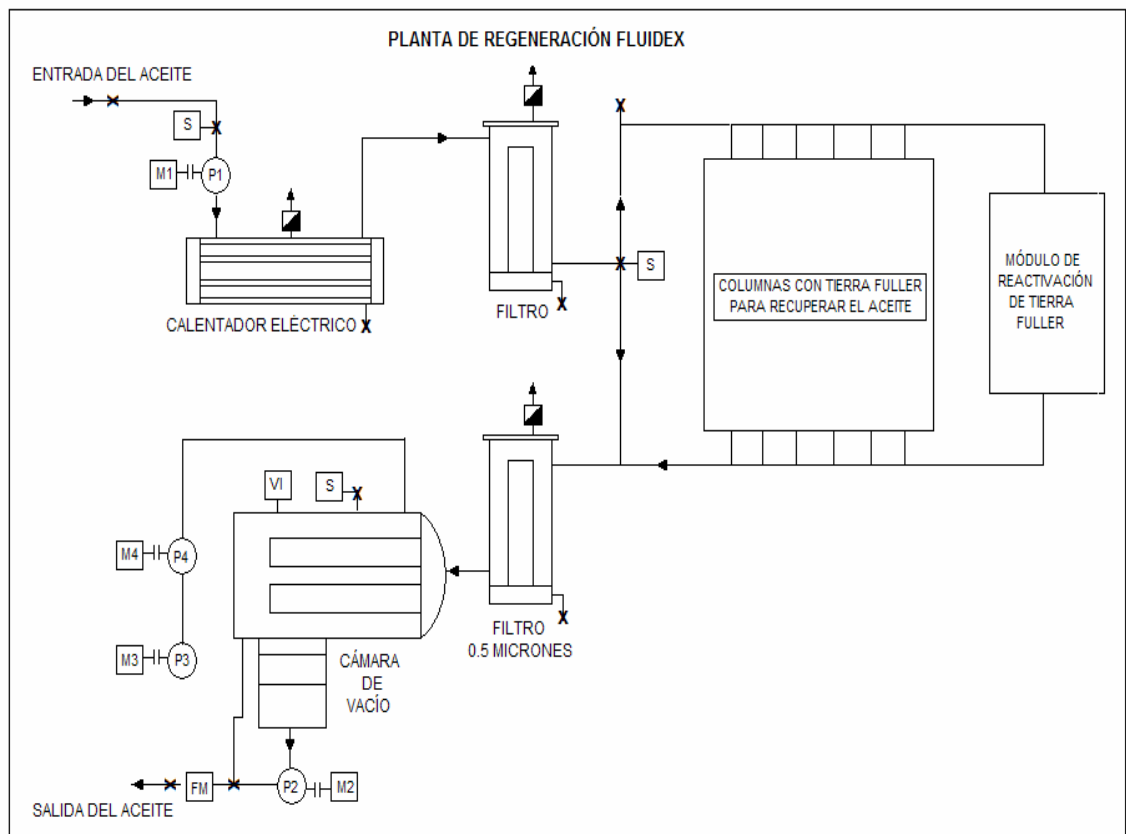 PLANTA DE REGENERACIÓN FLUIDEX
ENTRADA DEL ACEITE
S
M1
P1
CALENTADOR ELÉCTRICO
FILTRO
S
COLUMNAS CON TIERRA FULLER
PARA RECUPERAR EL ACEITE
MÓDULO DE
REACTIVACIÓN
DE TIERRA
FULLER
VI
S
M4
P4
M3
P3
CÁMARA
DE
VACÍO
FILTRO
0.5 MICRONES
FM
P2
M2
SALIDA DEL ACEITE